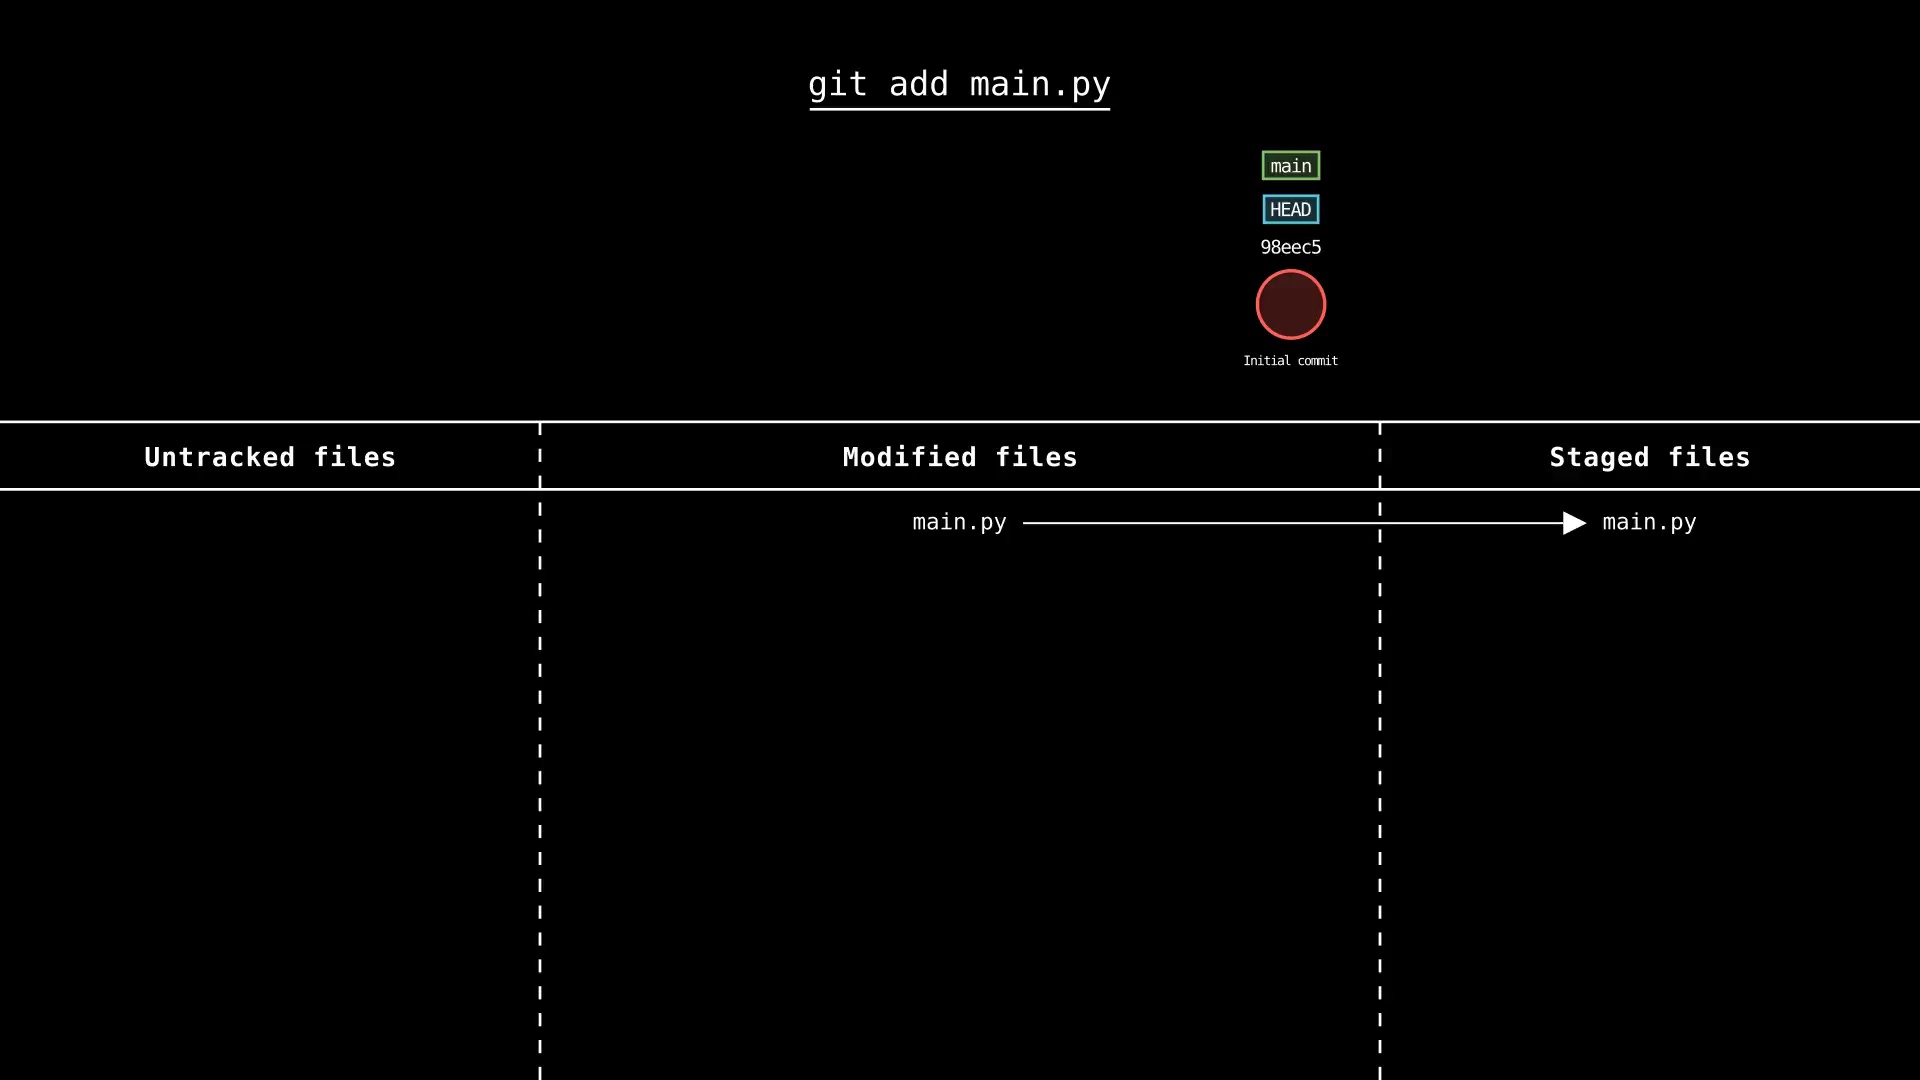 git add main.py
main
HEAD
98eec5
Initial commit
Untracked files Modified files Staged files
main.py main.py